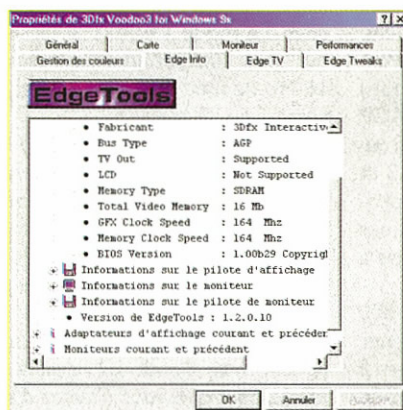 Propriétés de 3Dfx Voodoo3 for Windows 9x
Général Carte Moniteur Performances
Gestion des couleurs Edge Info Edge TV Edge Tweaks
EdgeTools
Fabricant : 3Dfx Interactive
Bus Type : AGP
TV Out : Supported
LCD : Not Supported
Memory Type : SDRAM
Total Video Memory : 16 Mb
GFX Clock Speed : 164 Mhz
Memory Clock Speed : 164 Mhz
BIOS Version : 1.00b29 Copyrigl
Informations sur le pilote d'affichage
Informations sur le moniteur
Informations sur le pilote de moniteur
Version de EdgeTools : 1.2.0.10
Adaptateurs d'affichage courant et précéder
Moniteurs courant et précédent
OK Annuler